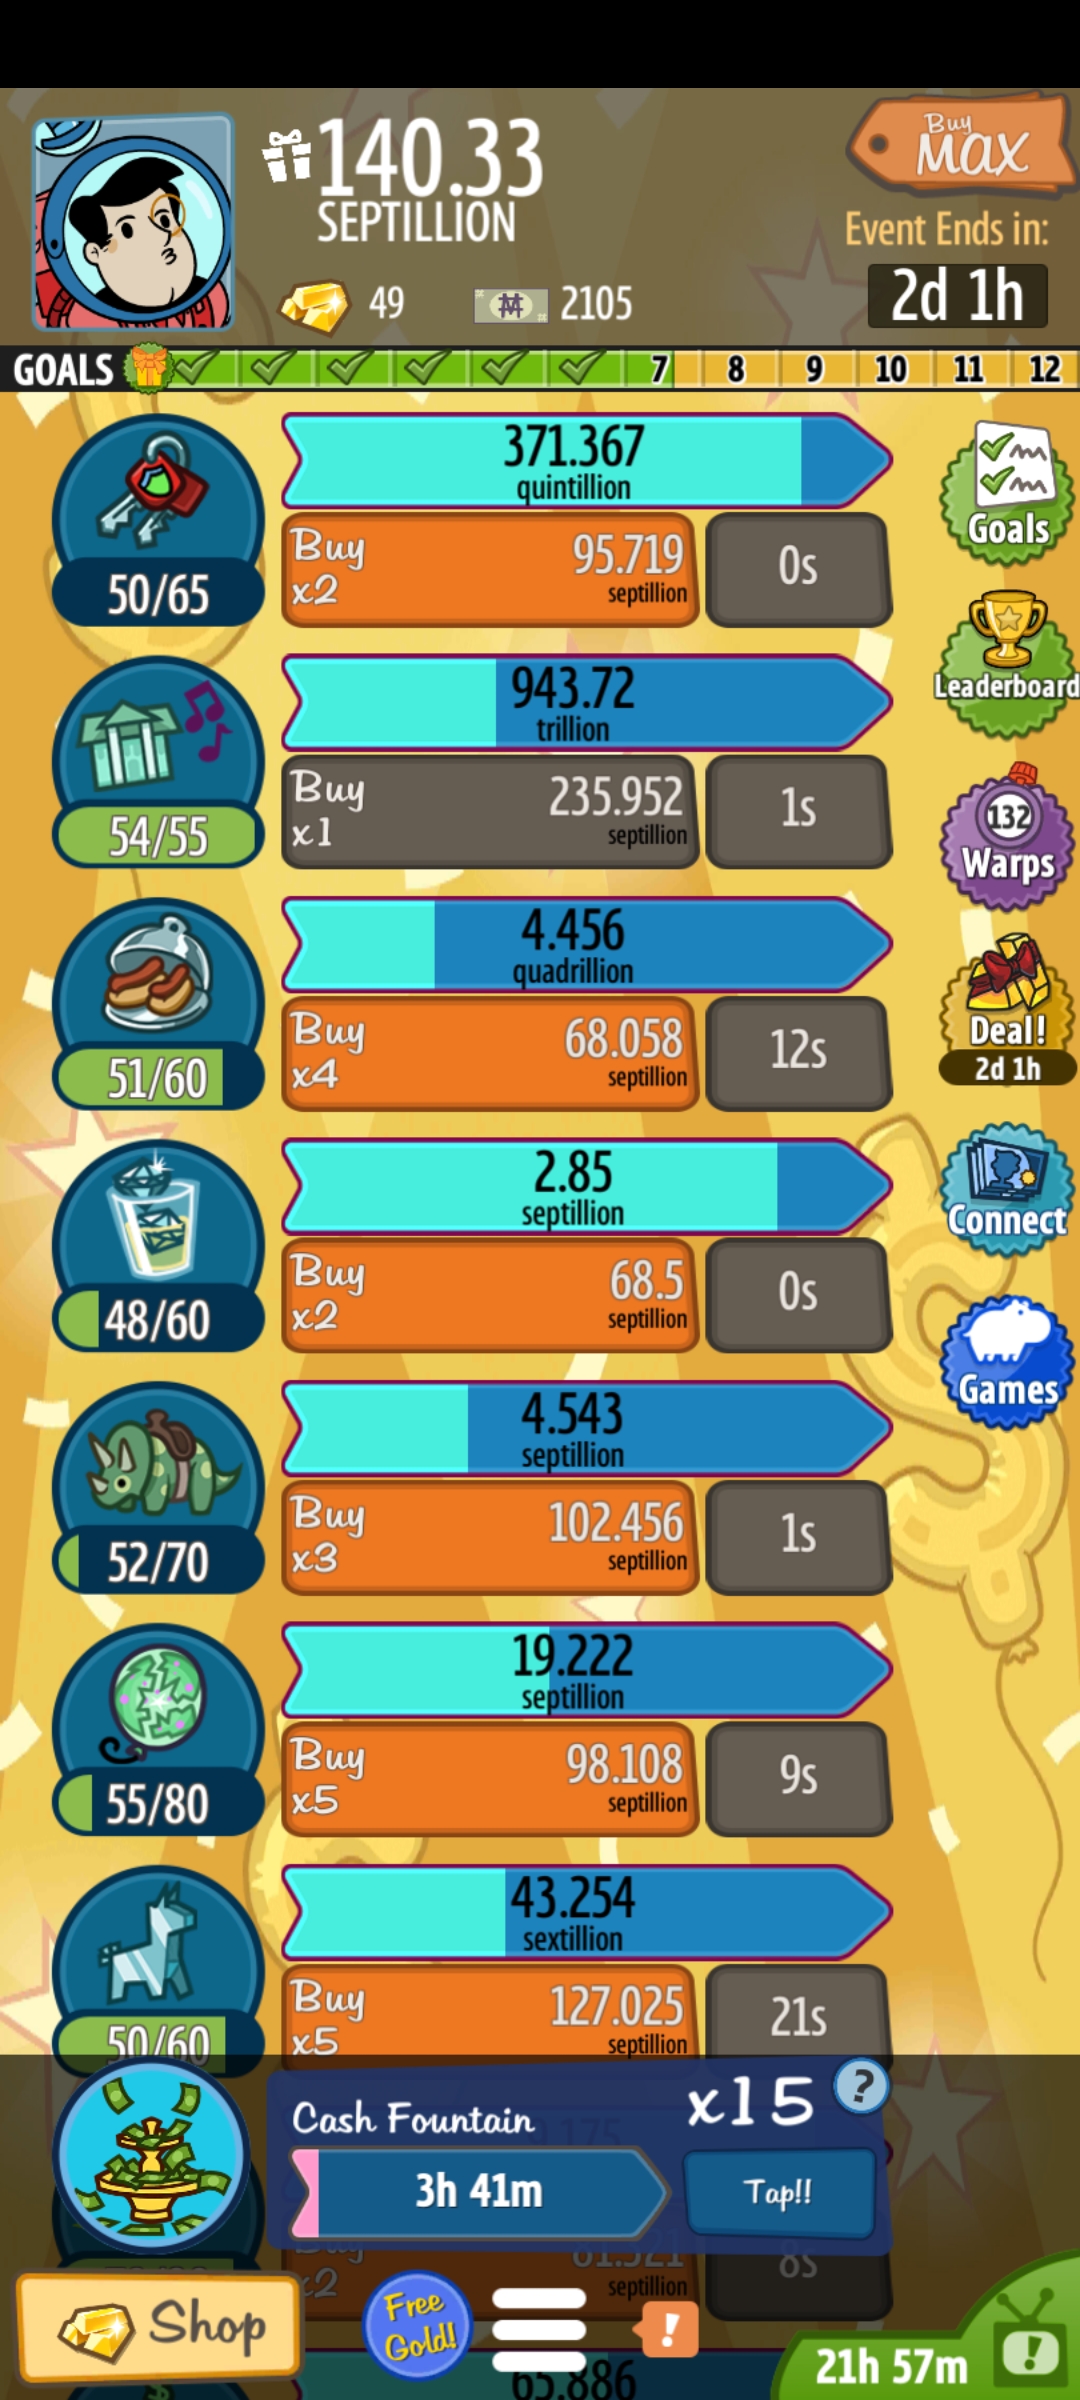 140.33
SEPTILLION
Buy
MAX
Event Ends in:
49
2105
2d 1h
GOALS
7 8 9 10 11 12
371.367
quintillion
Buy
x2
95.719
septillion
0s
50/65
Goals
943.72
trillion
Leaderboard
Buy
x1
235.952
septillion
1s
54/55
132
Warps
4.456
quadrillion
Buy
x4
68.058
septillion
12s
51/60
Deal!
2d 1h
2.85
septillion
Connect
Buy
x2
68.5
septillion
0s
48/60
Games
4.543
septillion
Buy
x3
102.456
septillion
1s
52/70
19.222
septillion
Buy
x5
98.108
septillion
9s
55/80
43.254
sextillion
Buy
x5
127.025
septillion
21s
50/60
Cash Fountain
x15
?
3h 41m
Tap!!
Buy
x2
septillion
8s
Shop
Free
Gold!
!
65.886
21h 57m
!